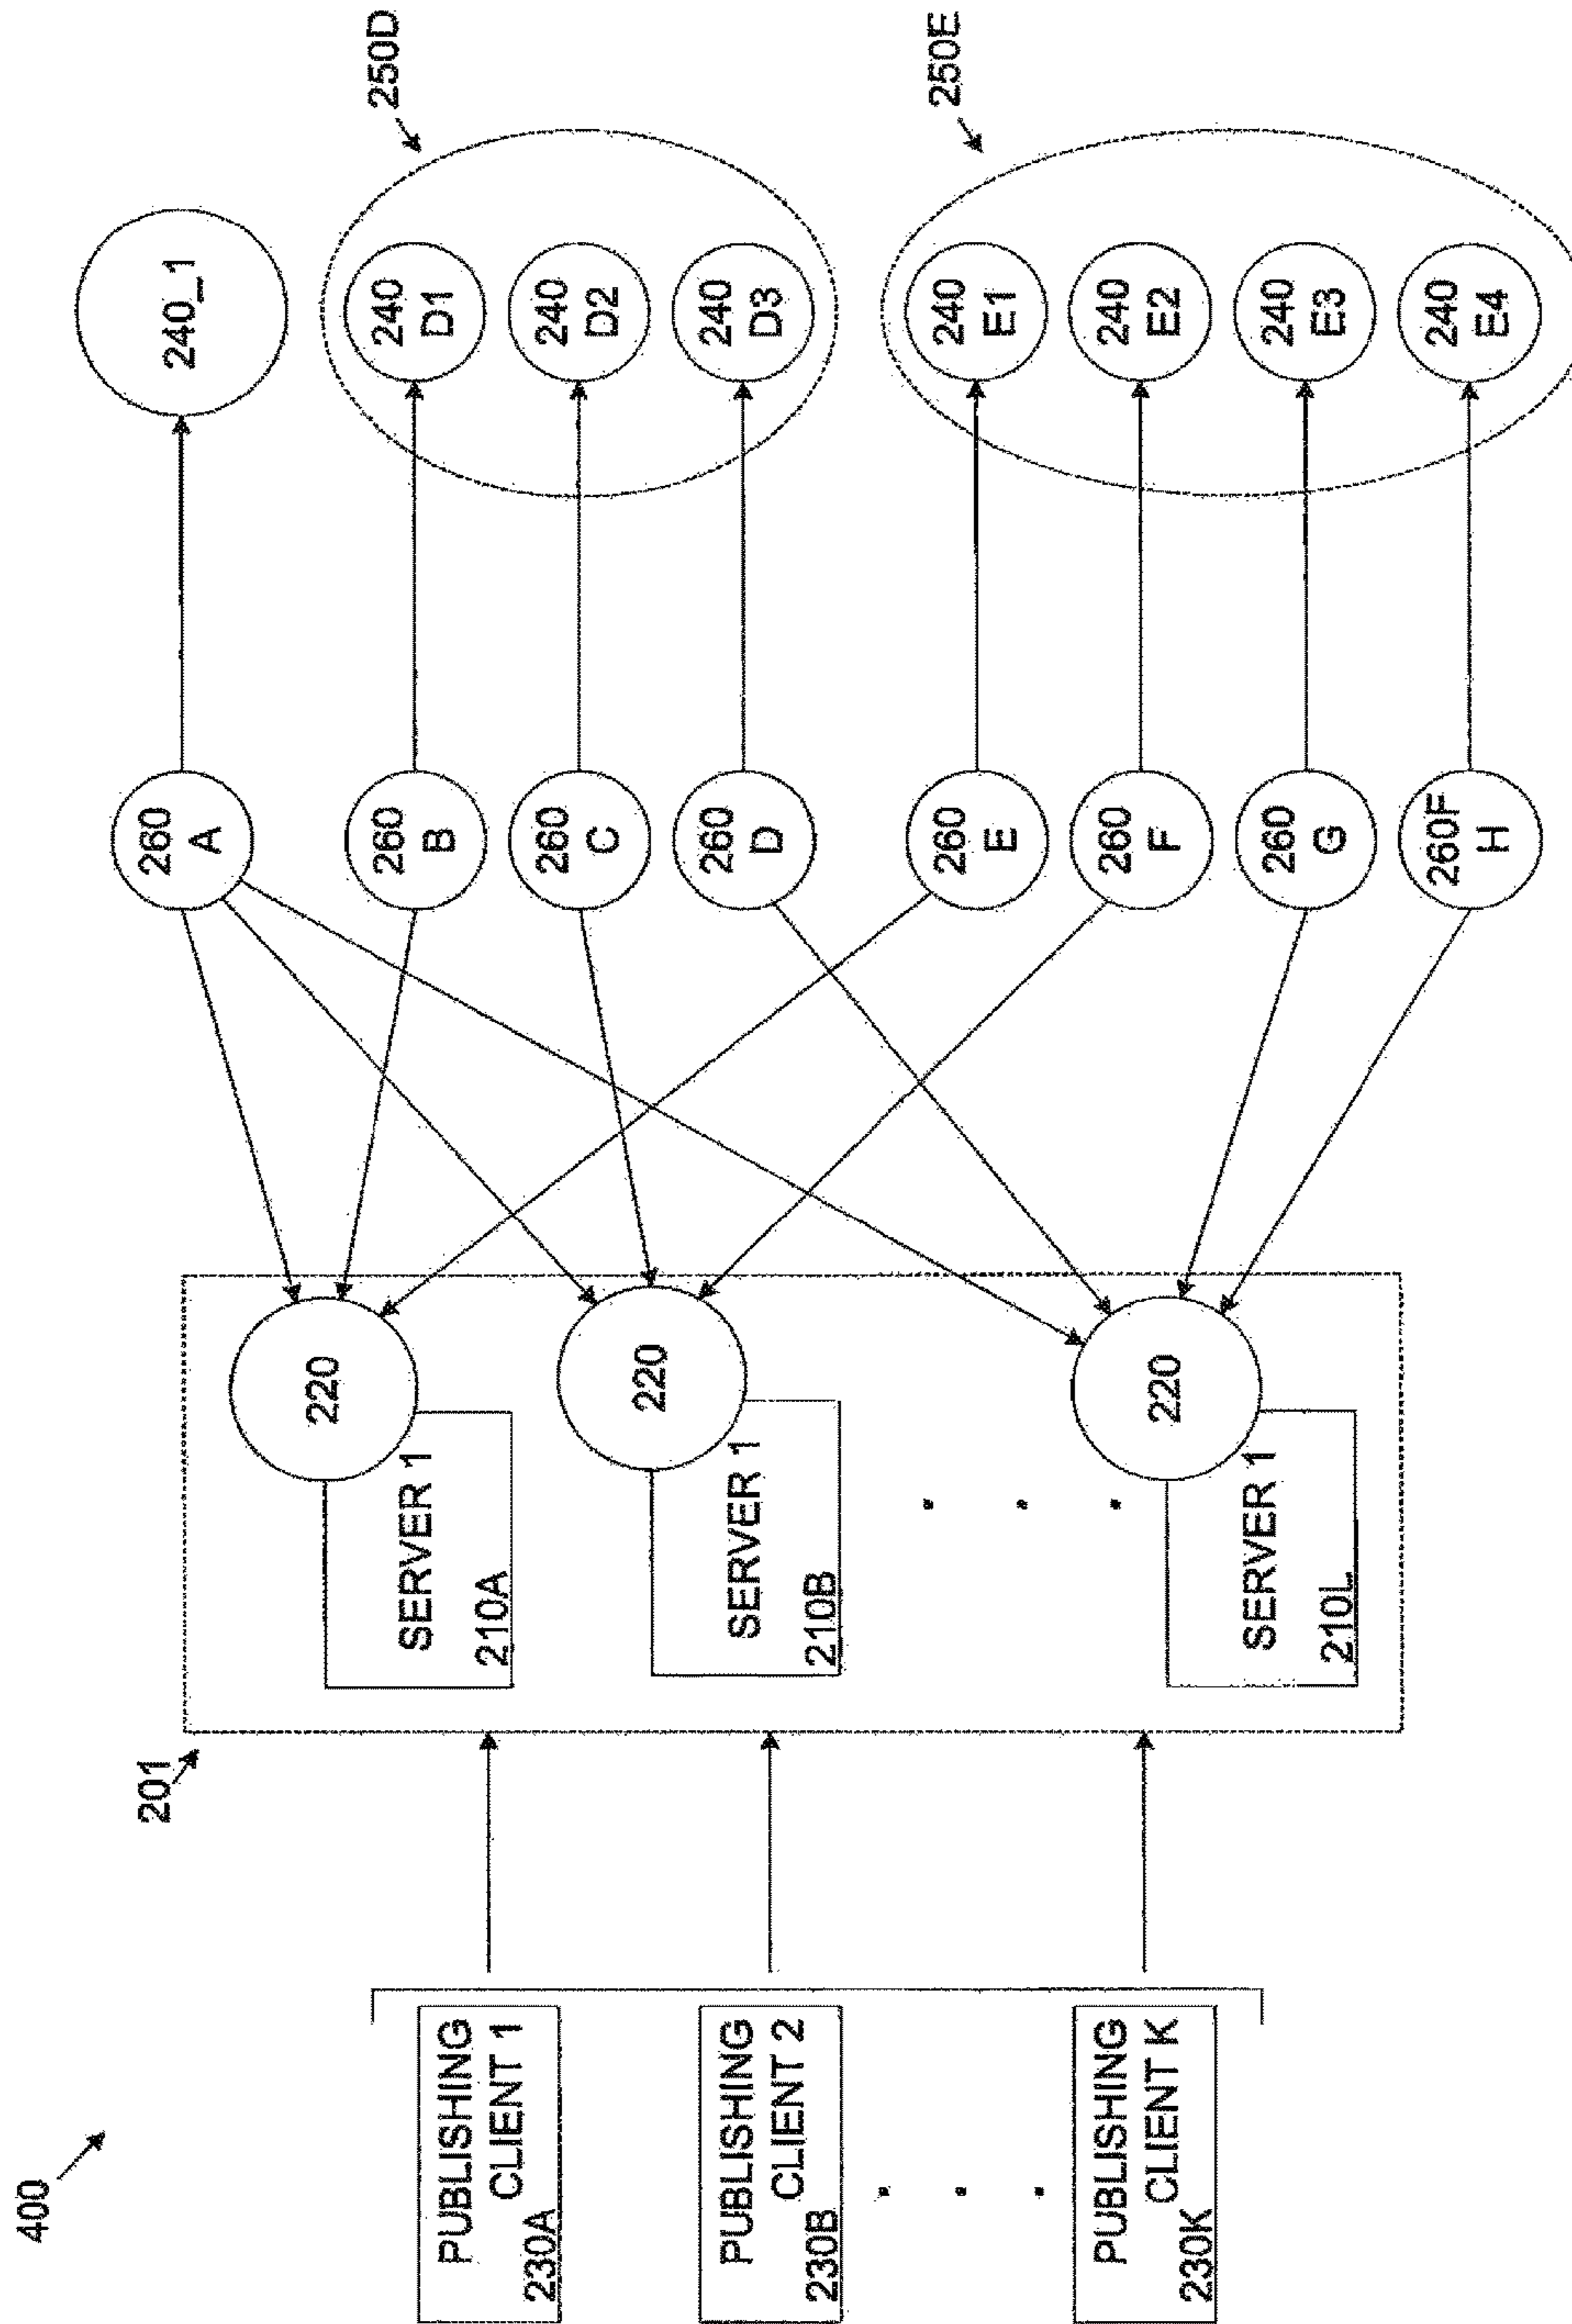 400
201
PUBLISHING
CLIENT 1
230A
PUBLISHING
CLIENT 2
230B
. . .
PUBLISHING
CLIENT K
230K
220
SERVER 1
210A
220
SERVER 1
210B
. . .
220
SERVER 1
210L
260
A
260
B
260
C
260
D
260
E
260
F
260
G
260F
H
240_1
240
D1
240
D2
240
D3
250D
240
E1
240
E2
240
E3
240
E4
250E